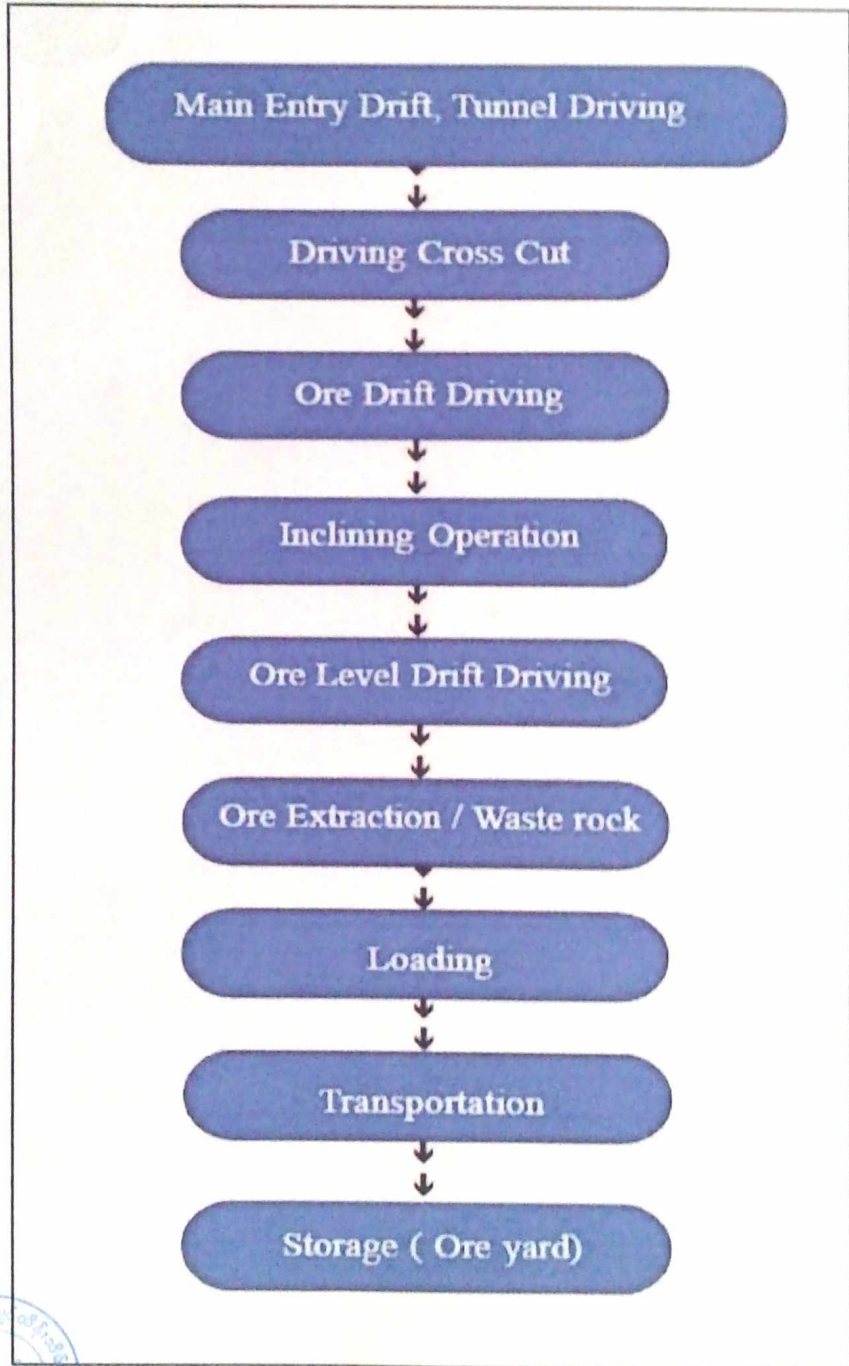 Main Entry Drift, Tunnel Driving
Driving Cross Cut
Ore Drift Driving
Inclining Operation
Ore Level Drift Driving
Ore Extraction / Waste rock
Loading
Transportation
Storage ( Ore yard)